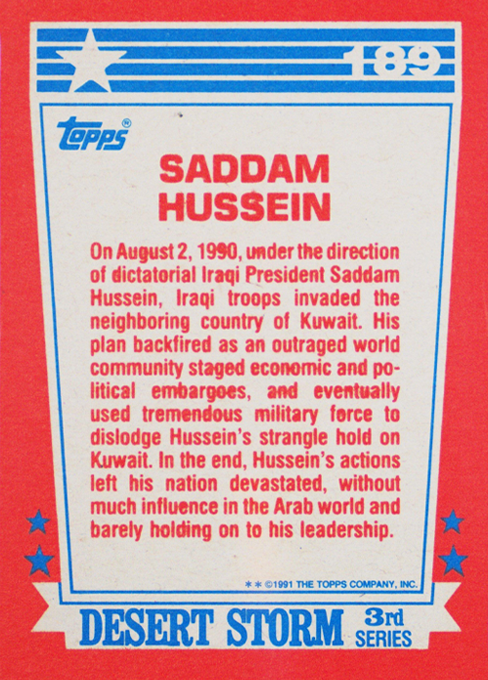 189
Topps®
SADDAM
HUSSEIN
On August 2, 1990, under the direction
of dictatorial Iraqi President Saddam
Hussein, Iraqi troops invaded the
neighboring country of Kuwait. His
plan backfired as an outraged world
community staged economic and po-
litical embargoes, and eventually
used tremendous military force to
dislodge Hussein's strangle hold on
Kuwait. In the end, Hussein's actions
left his nation devastated, without
much influence in the Arab world and
barely holding on to his leadership.
** ©1991 THE TOPPS COMPANY, INC.
DESERT STORM 3rd
SERIES